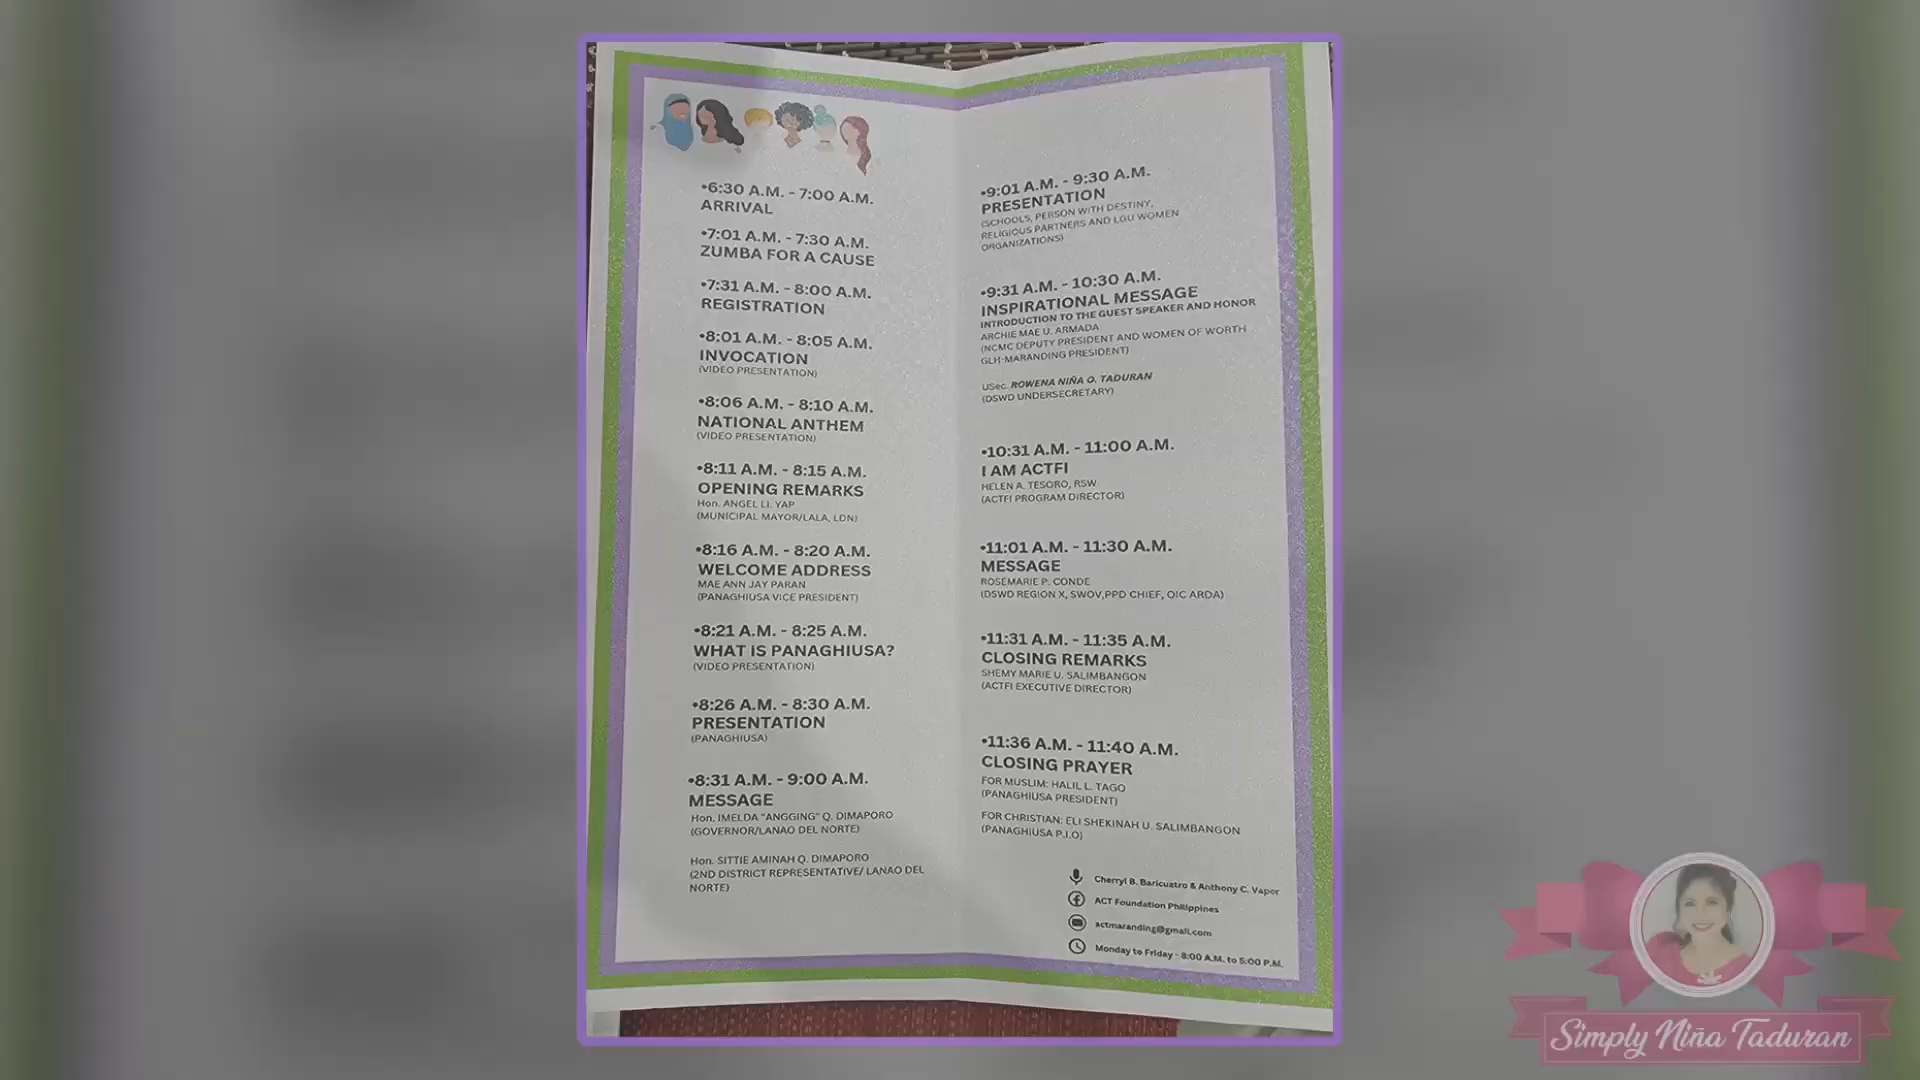 •6:30 A.M. - 7:00 A.M.
ARRIVAL
•7:01 A.M. - 7:30 A.M.
ZUMBA FOR A CAUSE
•7:31 A.M. - 8:00 A.M.
REGISTRATION
•8:01 A.M. - 8:05 A.M.
INVOCATION
(VIDEO PRESENTATION)
•8:06 A.M. - 8:10 A.M.
NATIONAL ANTHEM
(VIDEO PRESENTATION)
•8:11 A.M. - 8:15 A.M.
OPENING REMARKS
Hon. ANGEL LI. YAP
(MUNICIPAL MAYOR/LALA, LDN)
•8:16 A.M. - 8:20 A.M.
WELCOME ADDRESS
MAE ANN JAY PARAN
(PANAGHIUSA VICE PRESIDENT)
•8:21 A.M. - 8:25 A.M.
WHAT IS PANAGHIUSA?
(VIDEO PRESENTATION)
•8:26 A.M. - 8:30 A.M.
PRESENTATION
(PANAGHIUSA)
•8:31 A.M. - 9:00 A.M.
MESSAGE
Hon. IMELDA "ANGGING" Q. DIMAPORO
(GOVERNOR/LANAO DEL NORTE)
Hon. SITTIE AMINAH Q. DIMAPORO
(2ND DISTRICT REPRESENTATIVE/ LANAO DEL
NORTE)
•9:01 A.M. - 9:30 A.M.
PRESENTATION
(SCHOOLS, PERSON WITH DESTINY,
RELIGIOUS PARTNERS AND LGU WOMEN
ORGANIZATIONS)
•9:31 A.M. - 10:30 A.M.
INSPIRATIONAL MESSAGE
INTRODUCTION TO THE GUEST SPEAKER AND HONOR
ARCHIE MAE U. ARMADA
(NCMC DEPUTY PRESIDENT AND WOMEN OF WORTH
GLH-MARANDING PRESIDENT)
USec. ROWENA NIÑA O. TADURAN
(DSWD UNDERSECRETARY)
•10:31 A.M. - 11:00 A.M.
I AM ACTFI
HELEN A. TESORO, RSW
(ACTFI PROGRAM DIRECTOR)
•11:01 A.M. - 11:30 A.M.
MESSAGE
ROSEMARIE P. CONDE
(DSWD REGION X, SWOV,PPD CHIEF, OIC ARDA)
•11:31 A.M. - 11:35 A.M.
CLOSING REMARKS
SHEMY MARIE U. SALIMBANGON
(ACTFI EXECUTIVE DIRECTOR)
•11:36 A.M. - 11:40 A.M.
CLOSING PRAYER
FOR MUSLIM: HALIL L. TAGO
(PANAGHIUSA PRESIDENT)
FOR CHRISTIAN: ELI SHEKINAH U. SALIMBANGON
(PANAGHIUSA P.I.O)
Cherryl B. Baricuatro & Anthony C. Vapor
ACT Foundation Philippines
actmaranding@gmail.com
Monday to Friday - 8:00 A.M. to 5:00 P.M.
Simply Niña Taduran